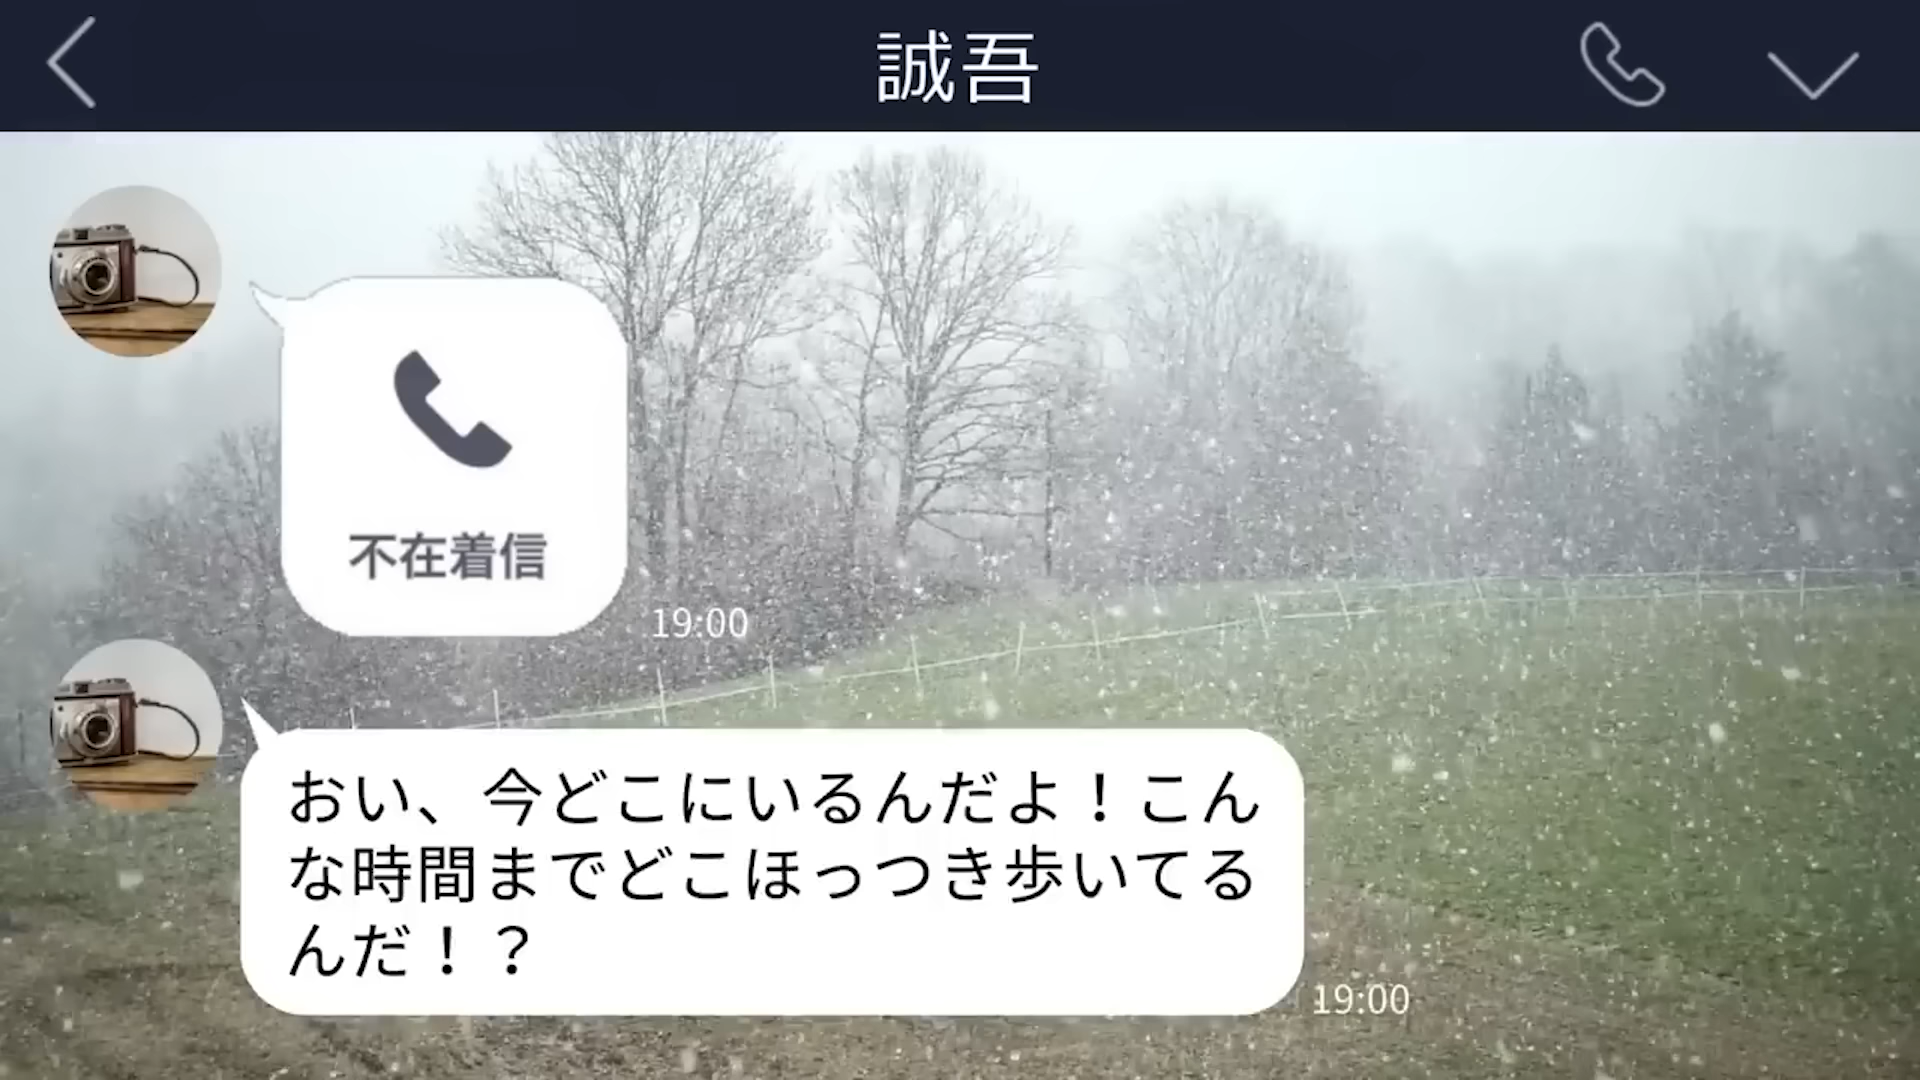 誠吾
不在着信
19:00
おい、今どこにいるんだよ！こん
な時間までどこほっつき歩いてる
んだ！？
19:00